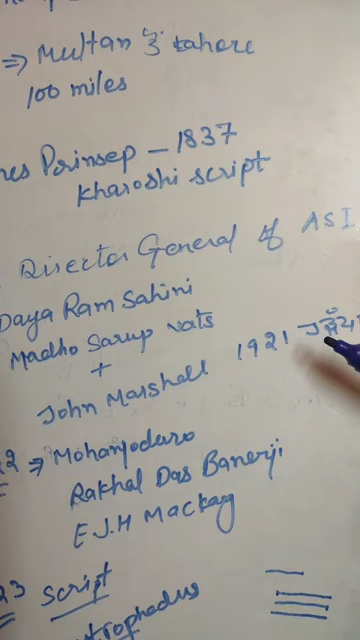 ⇒ Multan से Lahore
100 miles
Prinsep – 1837
Kharoshi script
Director General of ASI
Daya Ram Sahini
Madho Sarup vats
+
John Marshall 1921
⇒ Mohanjodaro
Rakhal Das Banerji
E.J.H Mackay
23 Script